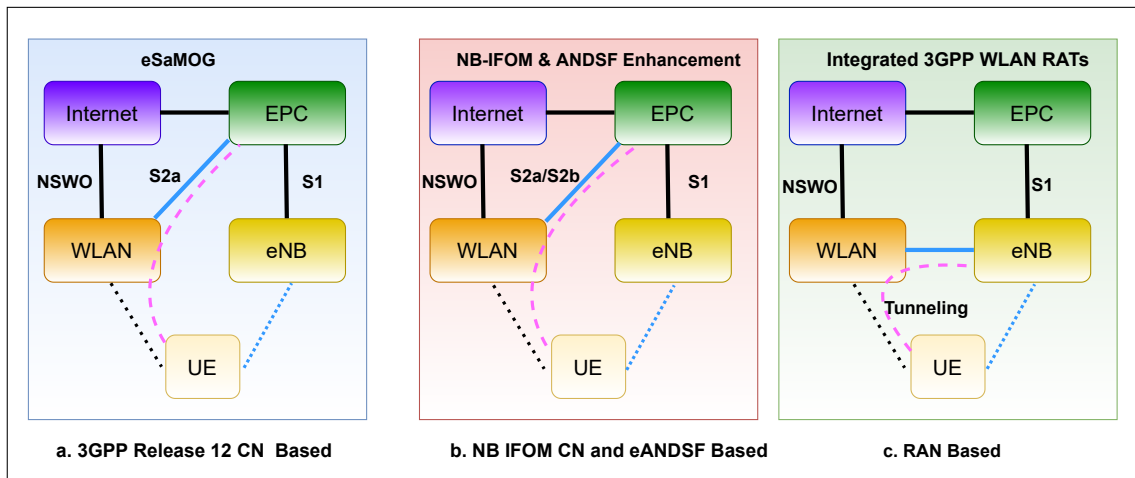 eSaMOG
Internet
EPC
NSWO
S2a
S1
WLAN
eNB
UE
a. 3GPP Release 12 CN  Based
NB-IFOM & ANDSF Enhancement
Internet
EPC
NSWO
S2a/S2b
S1
WLAN
eNB
UE
b. NB IFOM CN and eANDSF Based
Integrated 3GPP WLAN RATs
Internet
EPC
NSWO
S1
WLAN
eNB
Tunneling
UE
c. RAN Based